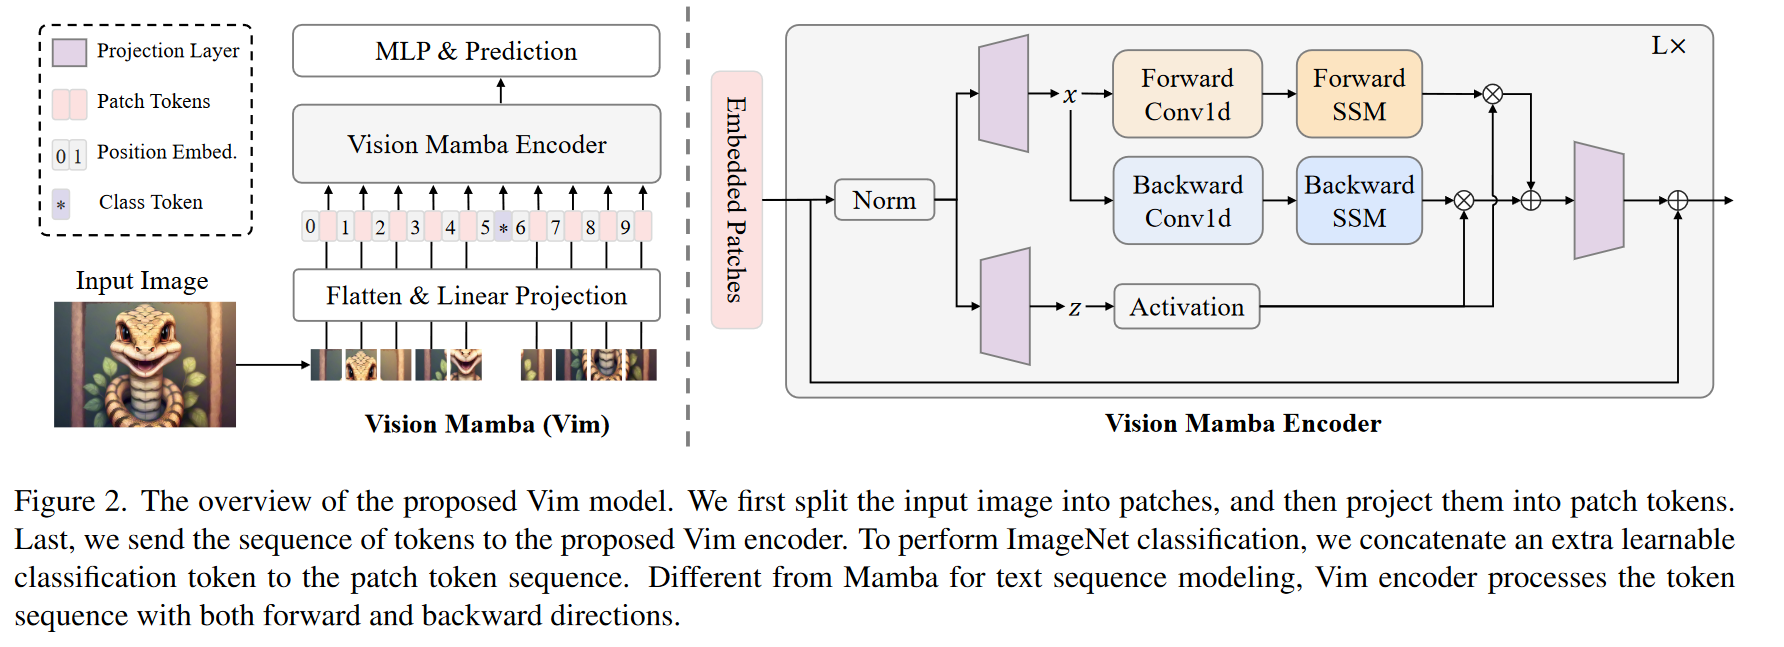 Projection Layer
Patch Tokens
0 1 Position Embed.
* Class Token
Input Image
MLP & Prediction
Vision Mamba Encoder
0 1 2 3 4 5 * 6 7 8 9
Flatten & Linear Projection
Vision Mamba (Vim)
Embedded Patches
L×
Norm
x
Forward
Conv1d
Forward
SSM
Backward
Conv1d
Backward
SSM
z
Activation
Vision Mamba Encoder
Figure 2. The overview of the proposed Vim model. We first split the input image into patches, and then project them into patch tokens.
Last, we send the sequence of tokens to the proposed Vim encoder. To perform ImageNet classification, we concatenate an extra learnable
classification token to the patch token sequence. Different from Mamba for text sequence modeling, Vim encoder processes the token
sequence with both forward and backward directions.